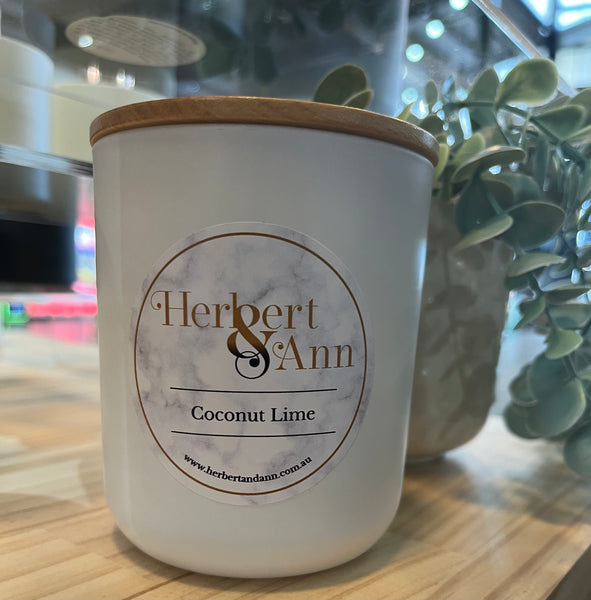 Herbert
& Ann
Coconut Lime
www.herbertandann.com.au